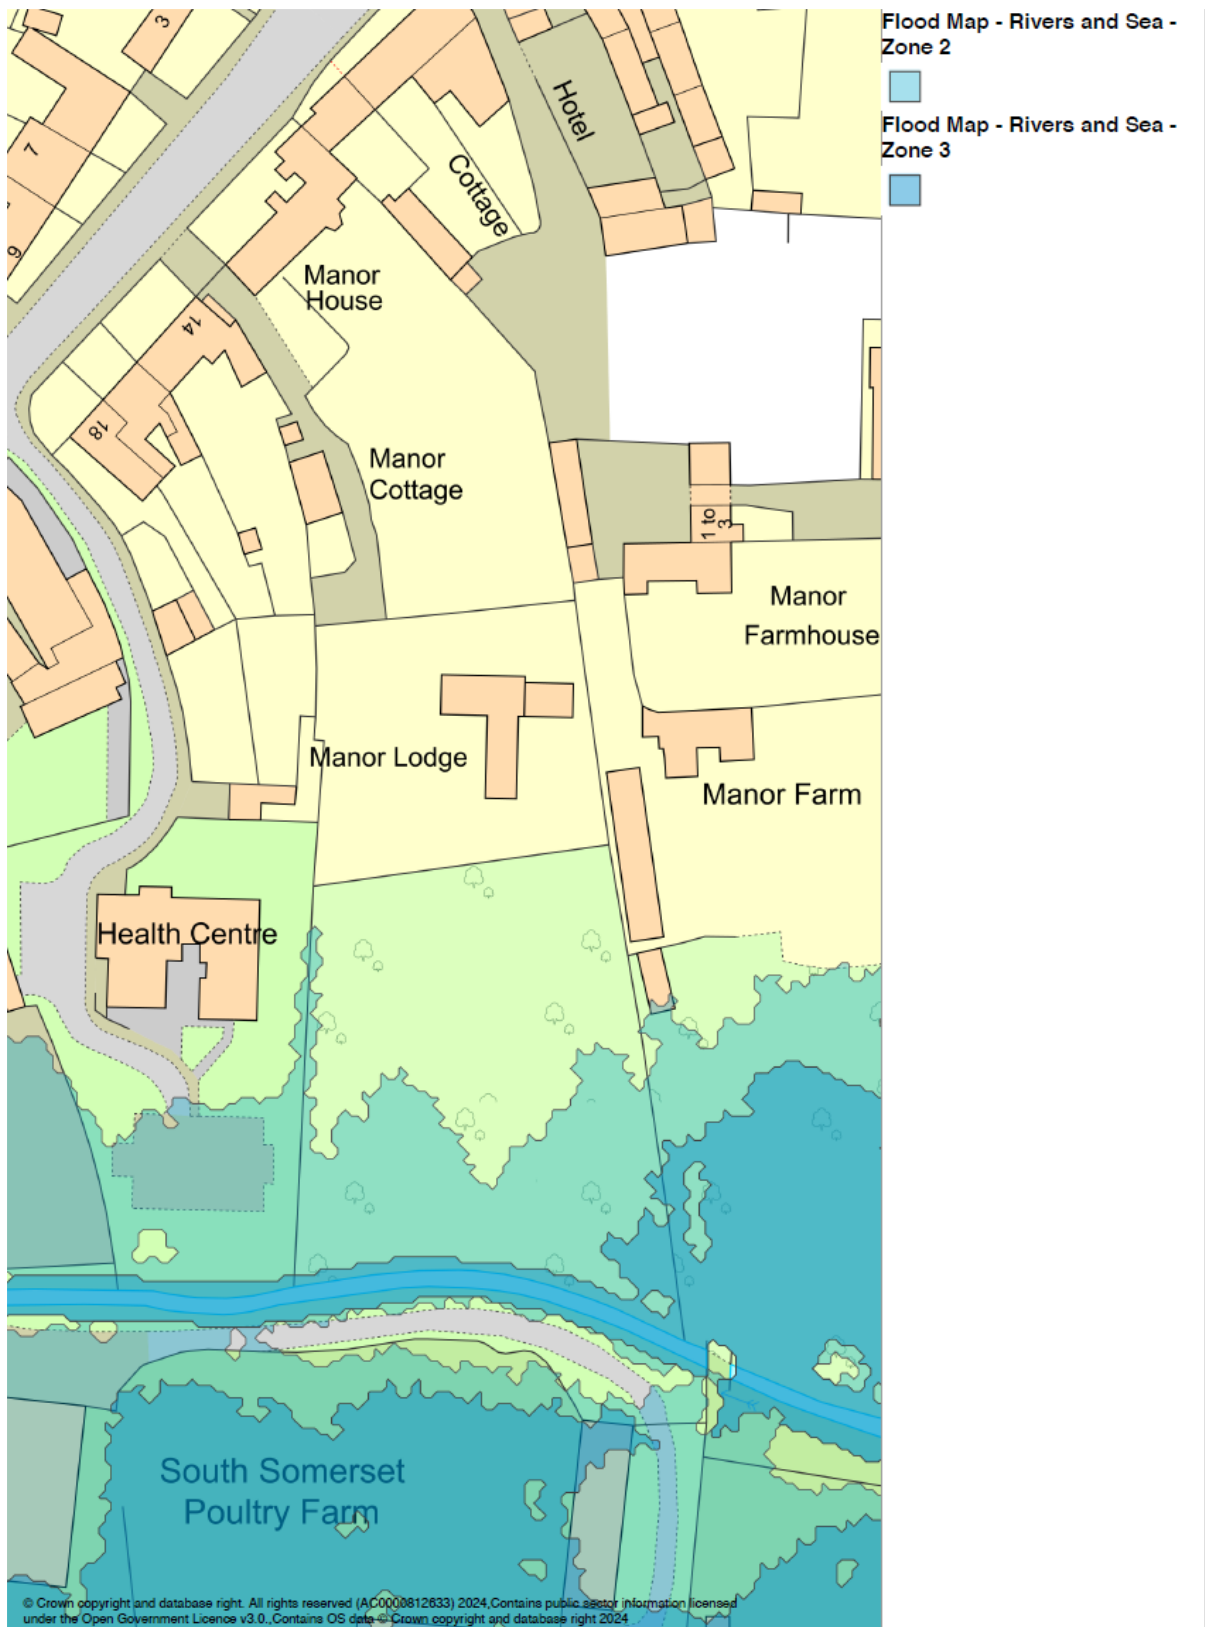 Flood Map - Rivers and Sea -
Zone 2
Flood Map - Rivers and Sea -
Zone 3
3
7
9
Hotel
Cottage
Manor
House
14
18
Manor
Cottage
1 to
3
Manor
Farmhouse
Manor Lodge
Manor Farm
Health Centre
South Somerset
Poultry Farm
© Crown copyright and database right. All rights reserved (AC0000812633) 2024,Contains public sector information licensed
under the Open Government Licence v3.0.,Contains OS data © Crown copyright and database right 2024